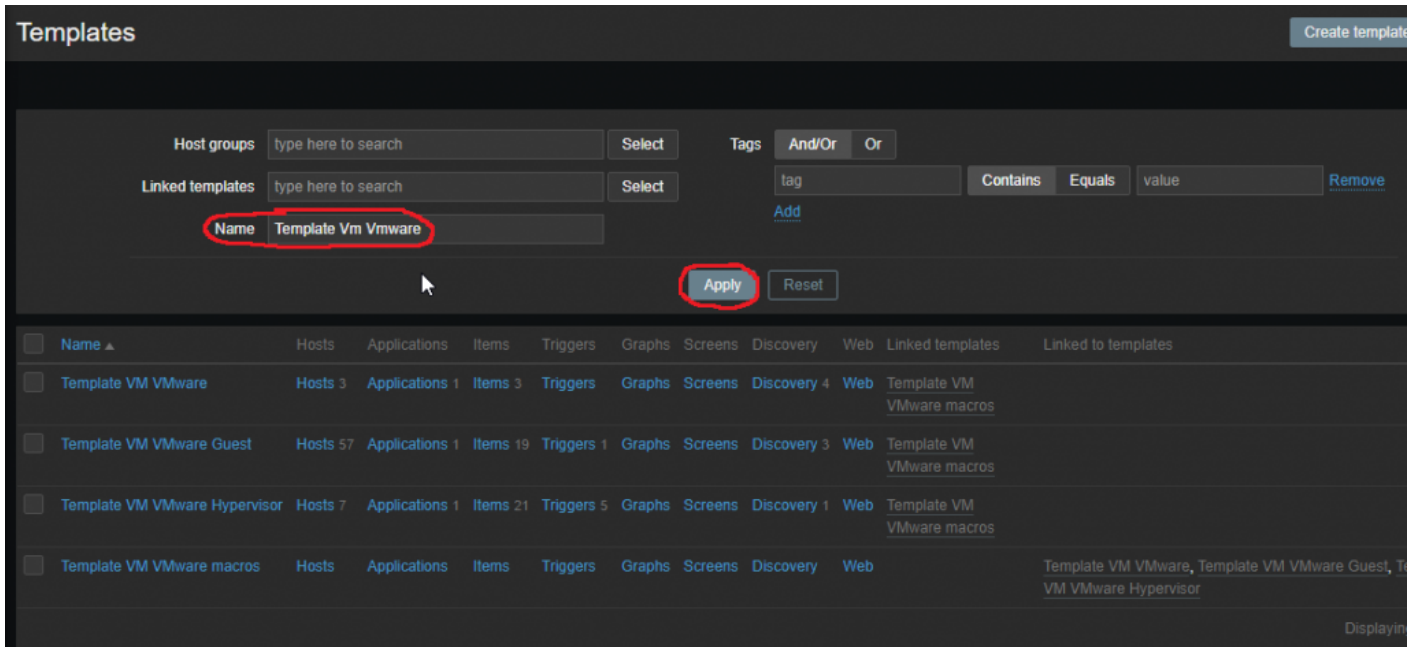 Templates
Create template
Host groups type here to search Select Tags And/Or Or
Linked templates type here to search Select tag Contains Equals value Remove
Add
Name Template Vm Vmware
Apply Reset
Name Hosts Applications Items Triggers Graphs Screens Discovery Web Linked templates Linked to templates
Template VM VMware Hosts 3 Applications 1 Items 3 Triggers Graphs Screens Discovery 4 Web Template VM
VMware macros
Template VM VMware Guest Hosts 57 Applications 1 Items 19 Triggers 1 Graphs Screens Discovery 3 Web Template VM
VMware macros
Template VM VMware Hypervisor Hosts 7 Applications 1 Items 21 Triggers 5 Graphs Screens Discovery 1 Web Template VM
VMware macros
Template VM VMware macros Hosts Applications Items Triggers Graphs Screens Discovery Web Template VM VMware, Template VM VMware Guest,
VM VMware Hypervisor
Displaying